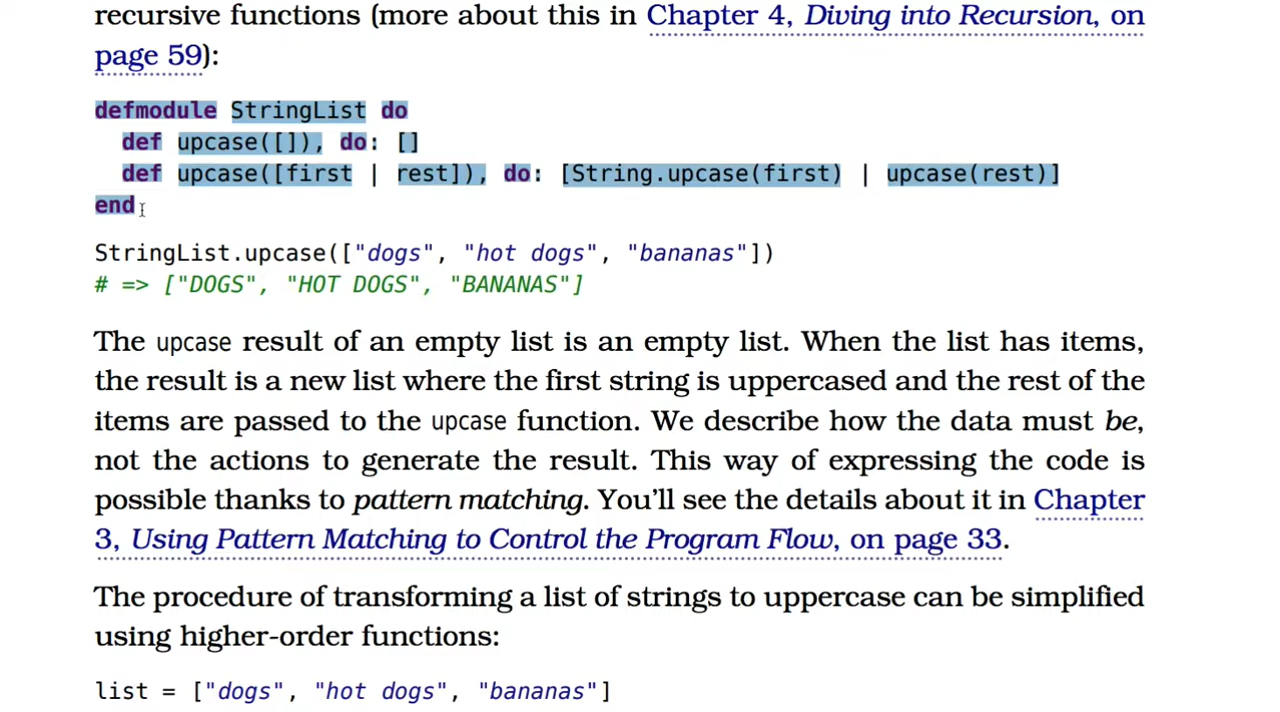 recursive functions (more about this in Chapter 4, Diving into Recursion, on
page 59):
defmodule StringList do
  def upcase([]), do: []
  def upcase([first | rest]), do: [String.upcase(first) | upcase(rest)]
end
StringList.upcase(["dogs", "hot dogs", "bananas"])
# => ["DOGS", "HOT DOGS", "BANANAS"]
The upcase result of an empty list is an empty list. When the list has items,
the result is a new list where the first string is uppercased and the rest of the
items are passed to the upcase function. We describe how the data must be,
not the actions to generate the result. This way of expressing the code is
possible thanks to pattern matching. You’ll see the details about it in Chapter
3, Using Pattern Matching to Control the Program Flow, on page 33.
The procedure of transforming a list of strings to uppercase can be simplified
using higher-order functions:
list = ["dogs", "hot dogs", "bananas"]